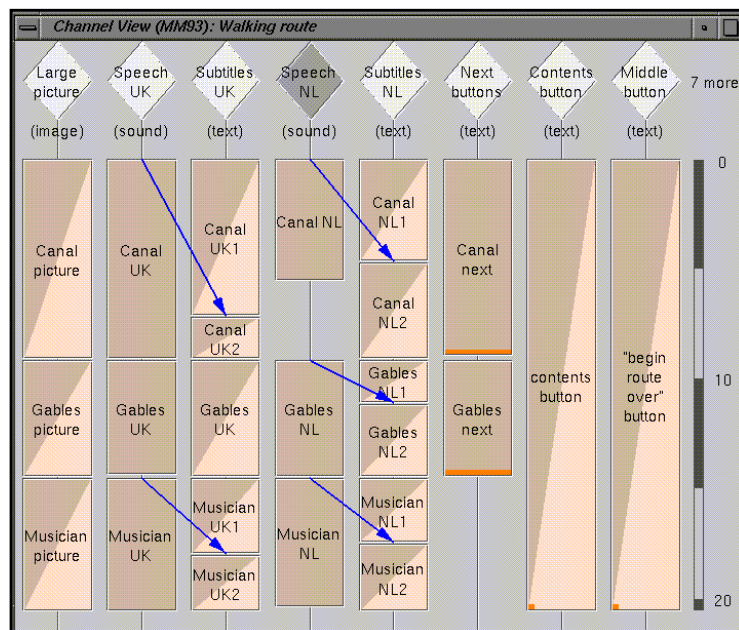 Channel View (MM93): Walking route
Large picture
Speech UK
Subtitles UK
Speech NL
Subtitles NL
Next buttons
Contents button
Middle button
7 more
(image)
(sound)
(text)
(sound)
(text)
(text)
(text)
(text)
0
Canal picture
Canal UK
Canal UK1
Canal UK2
Canal NL
Canal NL1
Canal NL2
Canal next
contents button
"begin route over" button
10
Gables picture
Gables UK
Gables UK
Gables NL
Gables NL1
Gables NL2
Gables next
Musician picture
Musician UK
Musician UK1
Musician UK2
Musician NL
Musician NL1
Musician NL2
20